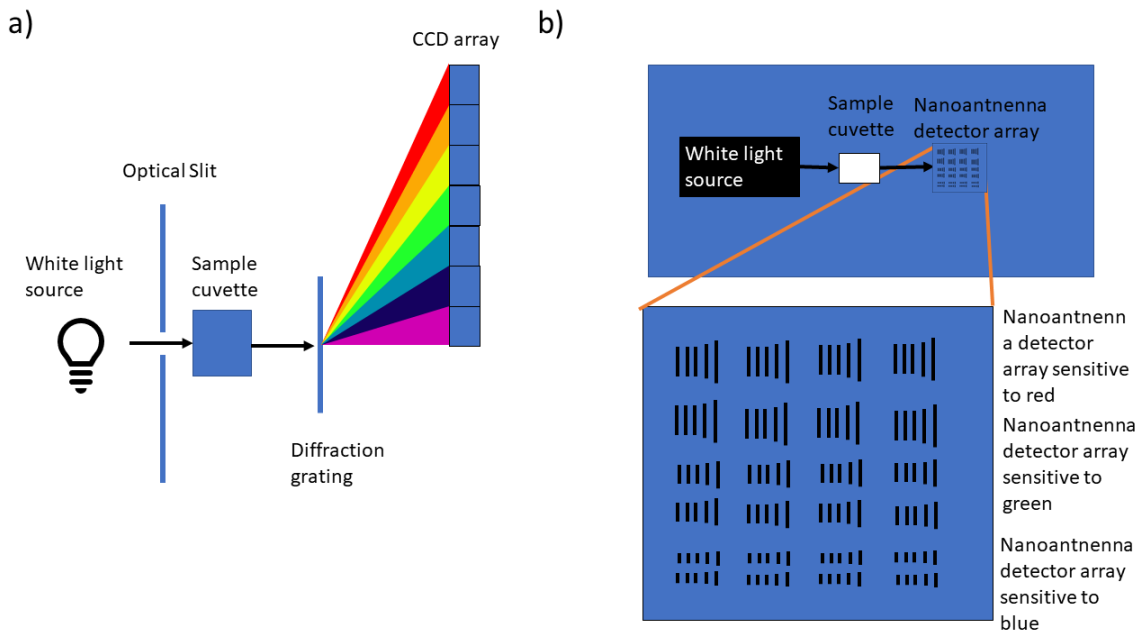 a)
CCD array
Optical Slit
White light
source
Sample
cuvette
Diffraction
grating
b)
Sample
cuvette
Nanoantnenna
detector array
White light
source
Nanoantnenn
a detector
array sensitive
to red
Nanoantnenna
detector array
sensitive to
green
Nanoantnenna
detector array
sensitive to
blue